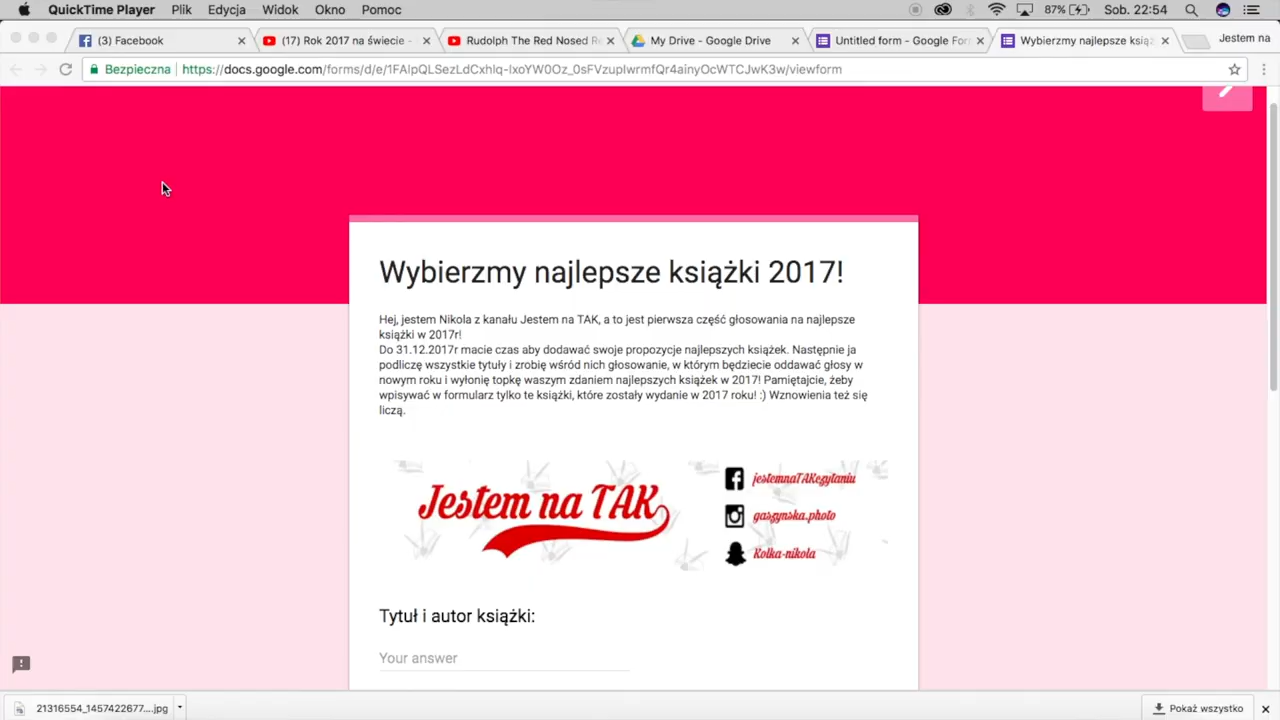 QuickTime Player Plik Edycja Widok Okno Pomoc 87% Sob. 22:54
(3) Facebook (17) Rok 2017 na świecie - Rudolph The Red Nosed Re My Drive - Google Drive Untitled form - Google For Wybierzmy najlepsze książ Jestem na
Bezpieczna https://docs.google.com/forms/d/e/1FAIpQLSezLdCxhlq-IxoYW0Oz_0sFVzupIwrmfQr4ainyOcWTCJwK3w/viewform
Wybierzmy najlepsze książki 2017!
Hej, jestem Nikola z kanału Jestem na TAK, a to jest pierwsza część głosowania na najlepsze
książki w 2017r!
Do 31.12.2017r macie czas aby dodawać swoje propozycje najlepszych książek. Następnie ja
podliczę wszystkie tytuły i zrobię wśród nich głosowanie, w którym będziecie oddawać głosy w
nowym roku i wyłonię topkę waszym zdaniem najlepszych książek w 2017! Pamiętajcie, żeby
wpisywać w formularz tylko te książki, które zostały wydanie w 2017 roku! :) Wznowienia też się
liczą.
Jestem na TAK
jestemnaTAKczytaniu
gaszynska.photo
Kolka-nikola
Tytuł i autor książki:
Your answer
21316554_1457422677....jpg Pokaż wszystko